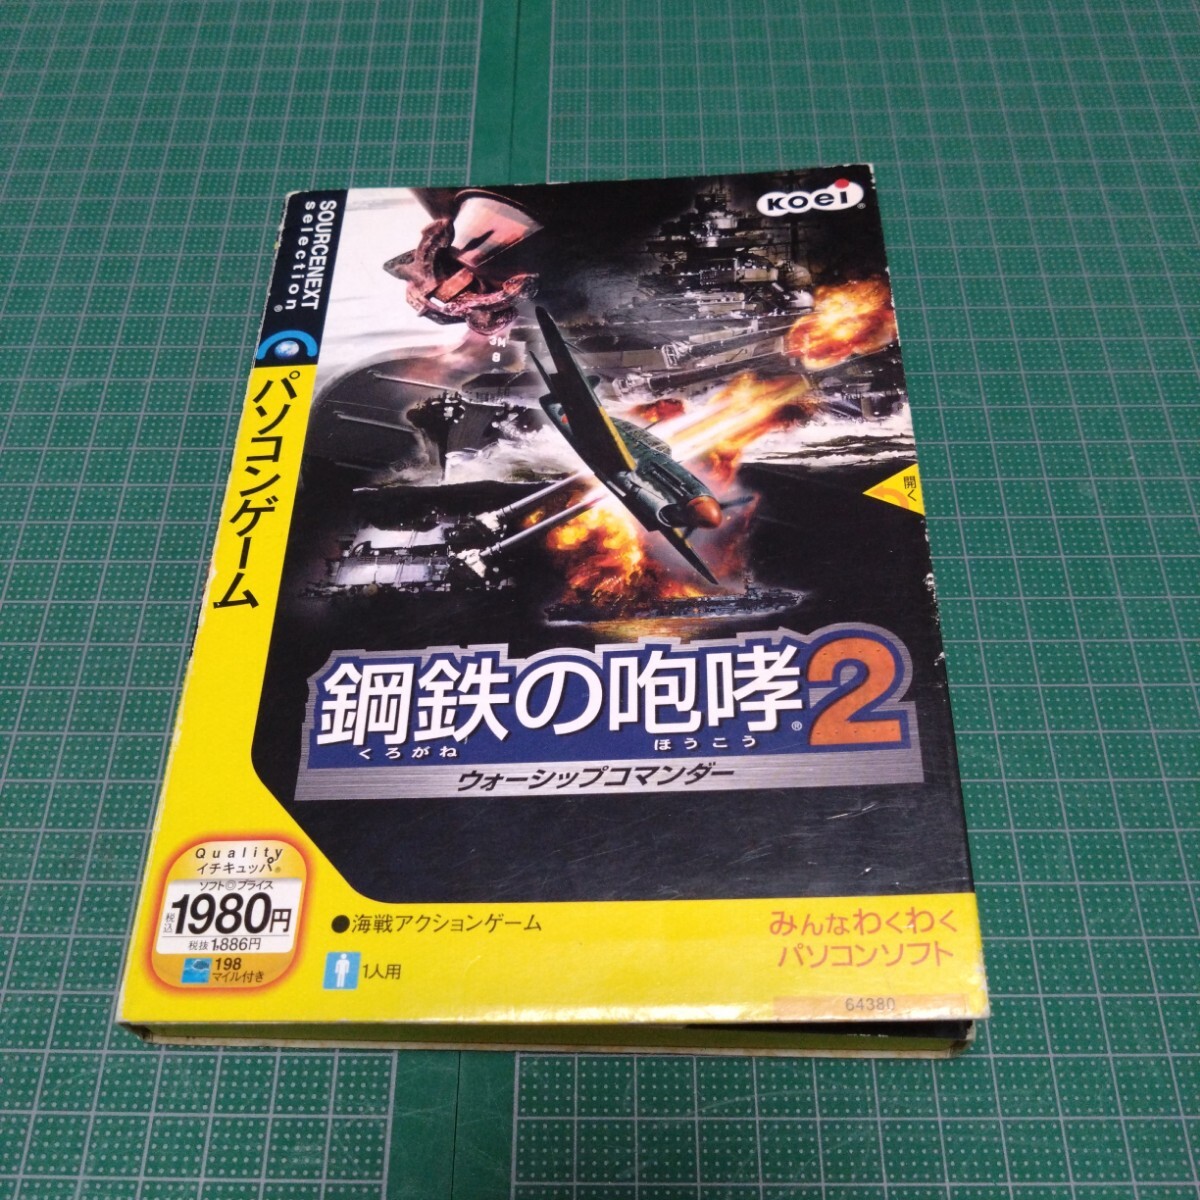 SOURCENEXT
selection®
パソコンゲーム
KOEI®
開く
鋼鉄の咆哮®2
くろがね ほうこう
ウォーシップコマンダー
Quality
イチキュッパ®
ソフト◎プライス
税込1980円
税抜1,886円
198
マイル付き
●海戦アクションゲーム
1人用
みんなわくわく
パソコンソフト
64380